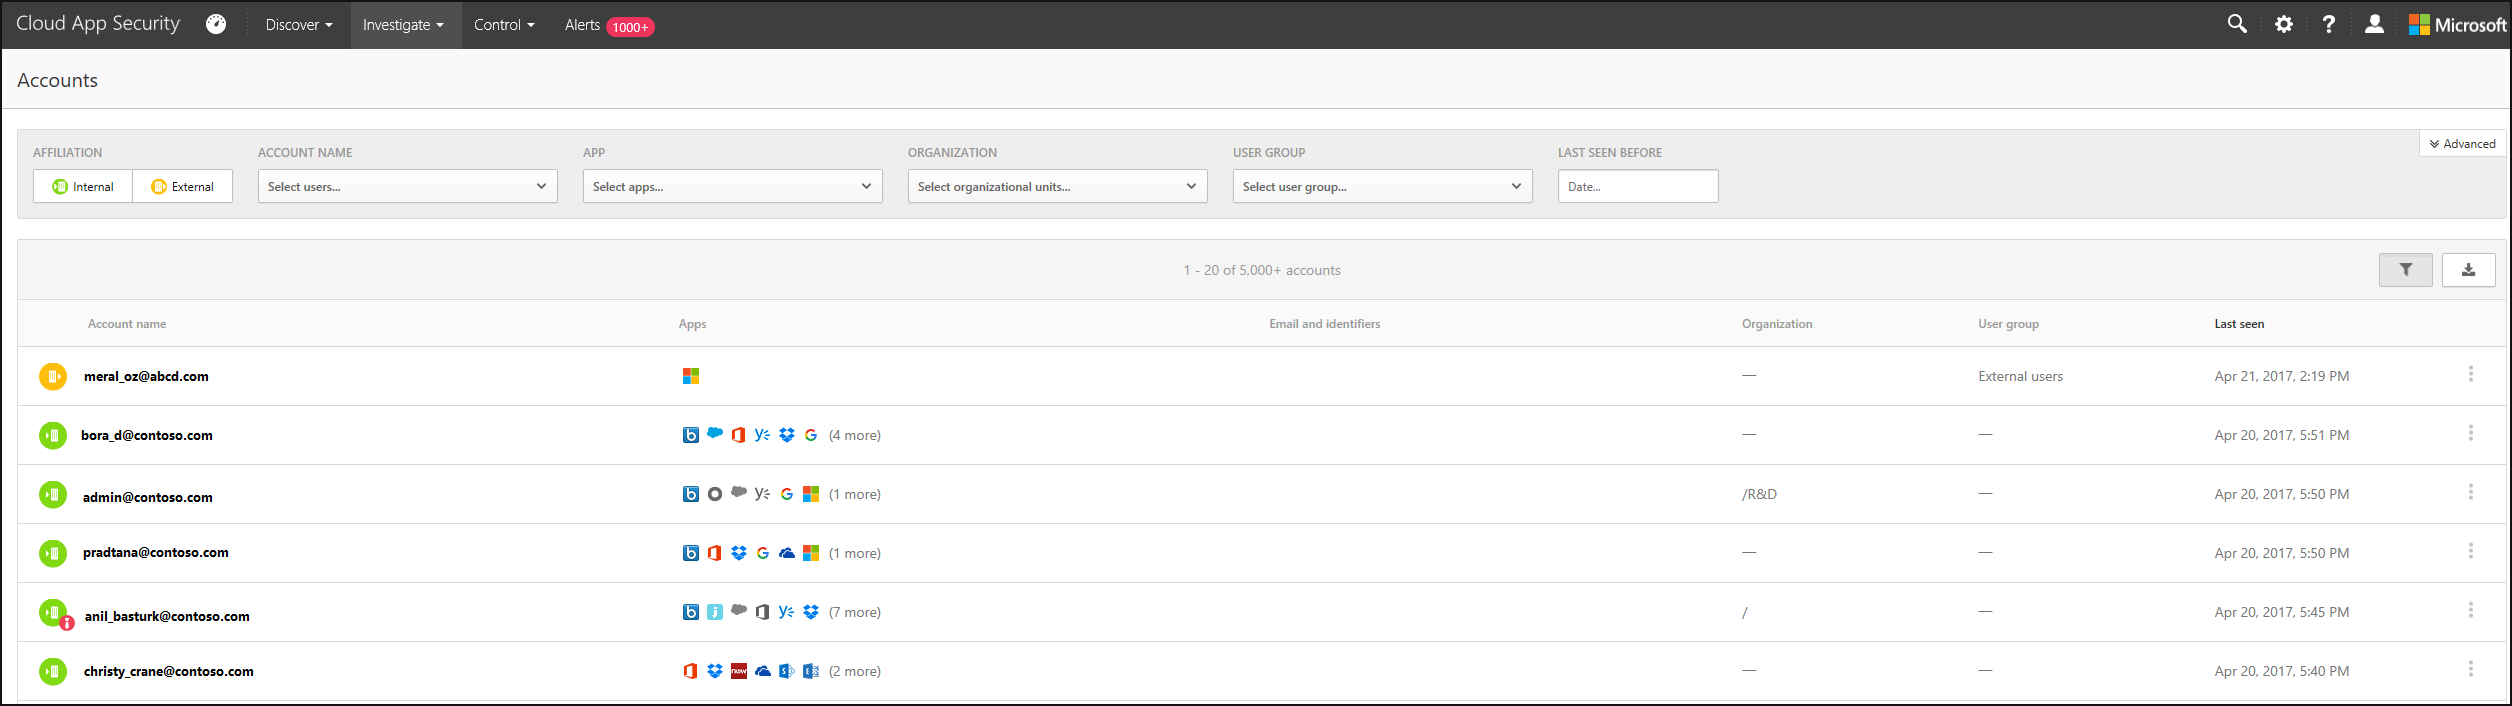 Cloud App Security Discover Investigate Control Alerts 1000+ Microsoft
Accounts
Advanced
AFFILIATION ACCOUNT NAME APP ORGANIZATION USER GROUP LAST SEEN BEFORE
Internal External Select users... Select apps... Select organizational units... Select user group... Date...
1 - 20 of 5,000+ accounts
Account name Apps Email and identifiers Organization User group Last seen
meral_oz@abcd.com — External users Apr 21, 2017, 2:19 PM
bora_d@contoso.com (4 more) — — Apr 20, 2017, 5:51 PM
admin@contoso.com (1 more) /R&D — Apr 20, 2017, 5:50 PM
pradtana@contoso.com (1 more) — — Apr 20, 2017, 5:50 PM
anil_basturk@contoso.com (7 more) / — Apr 20, 2017, 5:45 PM
christy_crane@contoso.com now (2 more) — — Apr 20, 2017, 5:40 PM